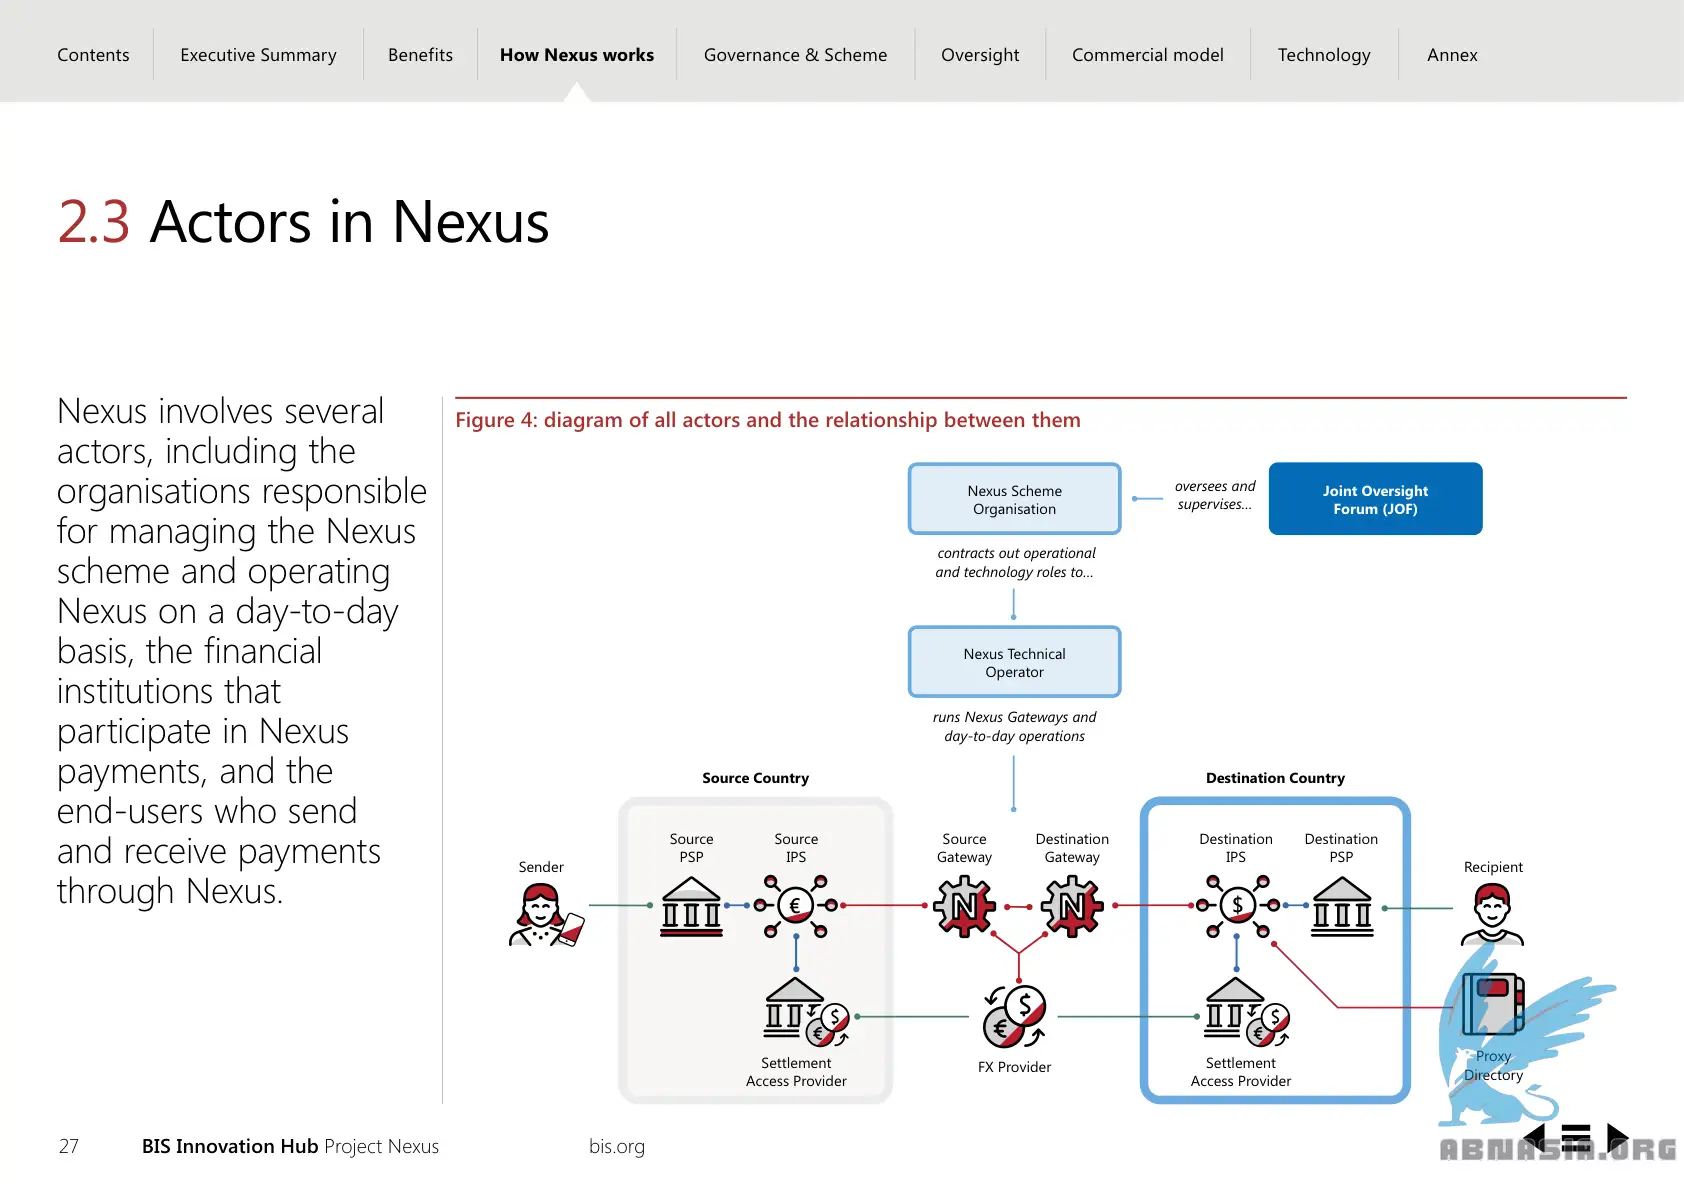 Contents
Executive Summary
Benefits
How Nexus works
Governance & Scheme
Oversight
Commercial model
Technology
Annex
2.3 Actors in Nexus
Nexus involves several
actors, including the
organisations responsible
for managing the Nexus
scheme and operating
Nexus on a day-to-day
basis, the financial
institutions that
participate in Nexus
payments, and the
end-users who send
and receive payments
through Nexus.
Figure 4: diagram of all actors and the relationship between them
Nexus Scheme
Organisation
oversees and
supervises...
Joint Oversight
Forum (JOF)
contracts out operational
and technology roles to...
Nexus Technical
Operator
runs Nexus Gateways and
day-to-day operations
Source Country
Destination Country
Sender
Source
PSP
Source
IPS
Source
Gateway
Destination
Gateway
Destination
IPS
Destination
PSP
Recipient
€
N
N
$
$
€
$
€
$
€
Settlement
Access Provider
FX Provider
Settlement
Access Provider
Proxy
Directory
27
BIS Innovation Hub Project Nexus
bis.org
ABNASIA.ORG